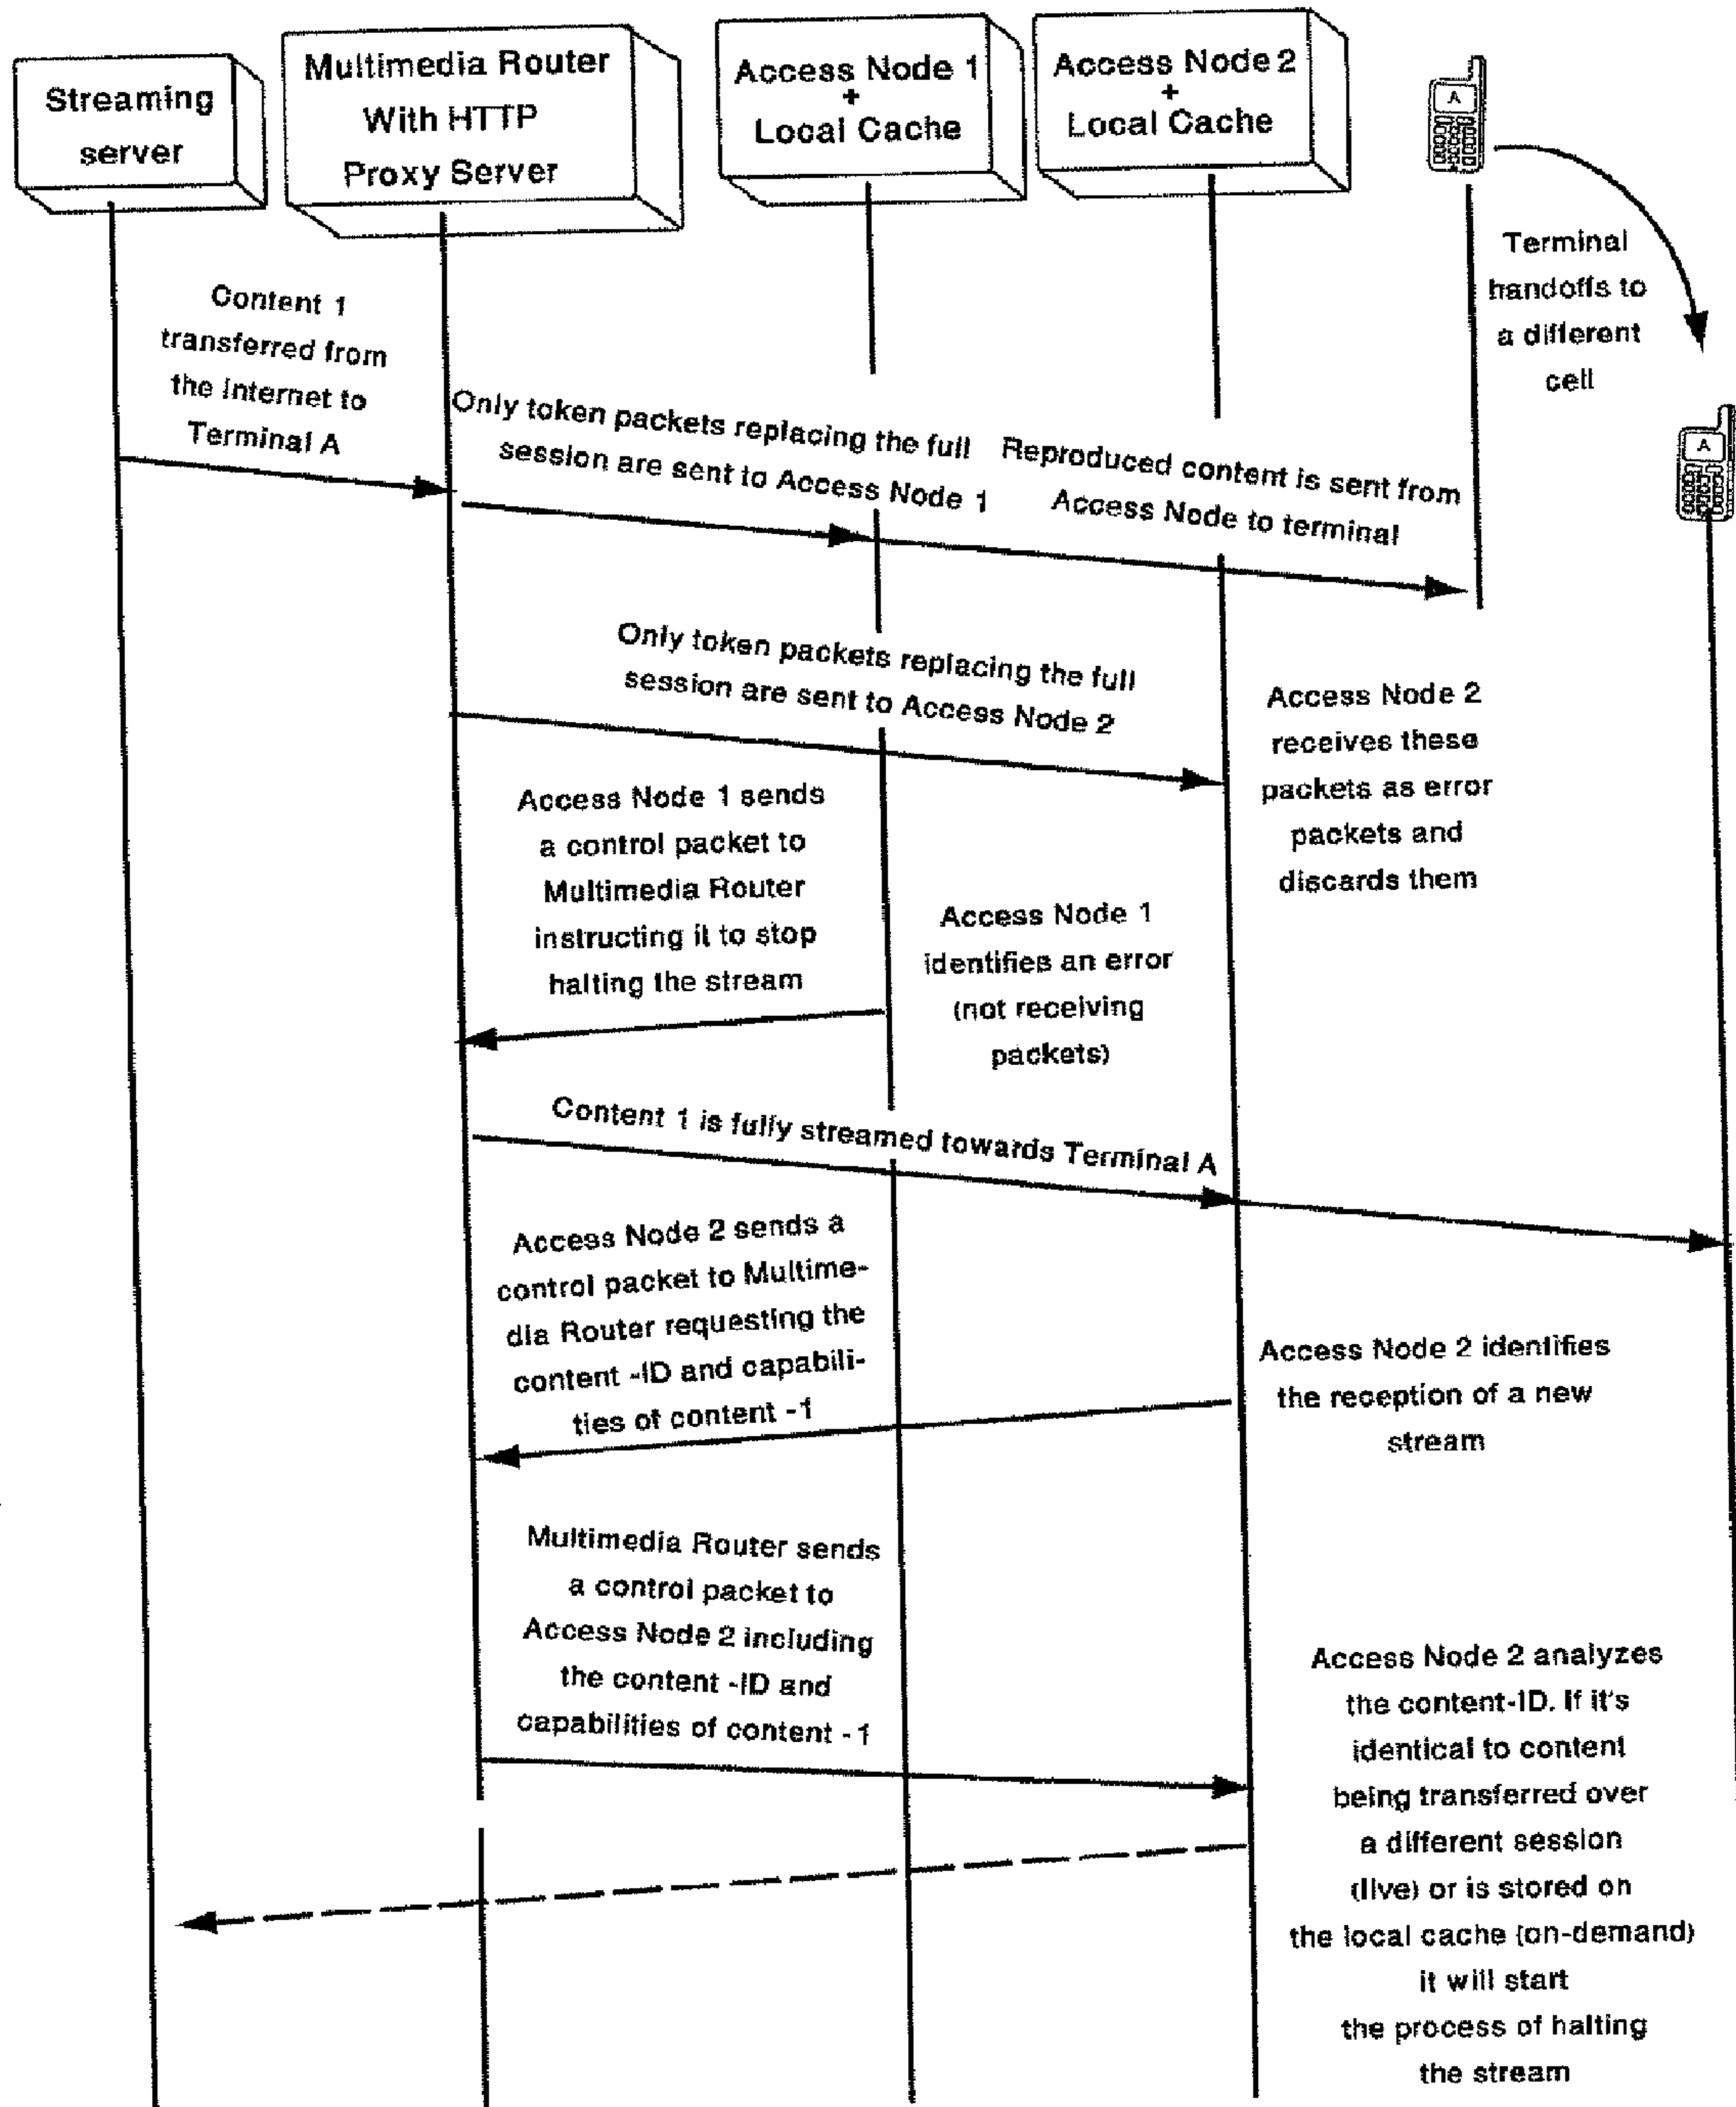 Streaming
server
Multimedia Router
With HTTP
Proxy Server
Access Node 1
+
Local Cache
Access Node 2
+
Local Cache
A
Terminal
handoffs to
a different
cell
A
Content 1
transferred from
the Internet to
Terminal A
Only token packets replacing the full
session are sent to Access Node 1
Reproduced content is sent from
Access Node to terminal
Only token packets replacing the full
session are sent to Access Node 2
Access Node 2
receives these
packets as error
packets and
discards them
Access Node 1 sends
a control packet to
Multimedia Router
instructing it to stop
halting the stream
Access Node 1
identifies an error
(not receiving
packets)
Content 1 is fully streamed towards Terminal A
Access Node 2 sends a
control packet to Multime-
dia Router requesting the
content -ID and capabili-
ties of content -1
Access Node 2 identifies
the reception of a new
stream
Multimedia Router sends
a control packet to
Access Node 2 including
the content -ID and
capabilities of content -1
Access Node 2 analyzes
the content-ID. If it's
identical to content
being transferred over
a different session
(live) or is stored on
the local cache (on-demand)
it will start
the process of halting
the stream